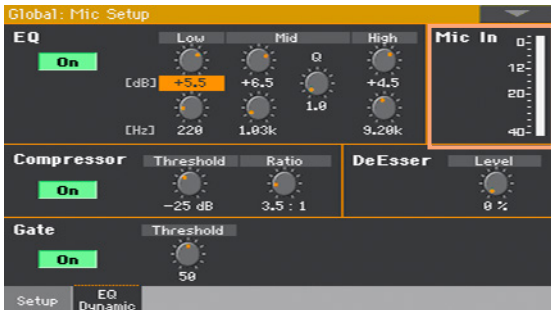 Global: Mic Setup
EQ Low Mid High Mic In
On
Q
[dB] +5.5 +6.5 +4.5
1.0
[Hz] 220 1.03k 9.20k
0-
12-
20-
40-
Compressor Threshold Ratio DeEsser Level
On
-25 dB 3.5 : 1 0 %
Gate Threshold
On
50
Setup EQ
Dynamic